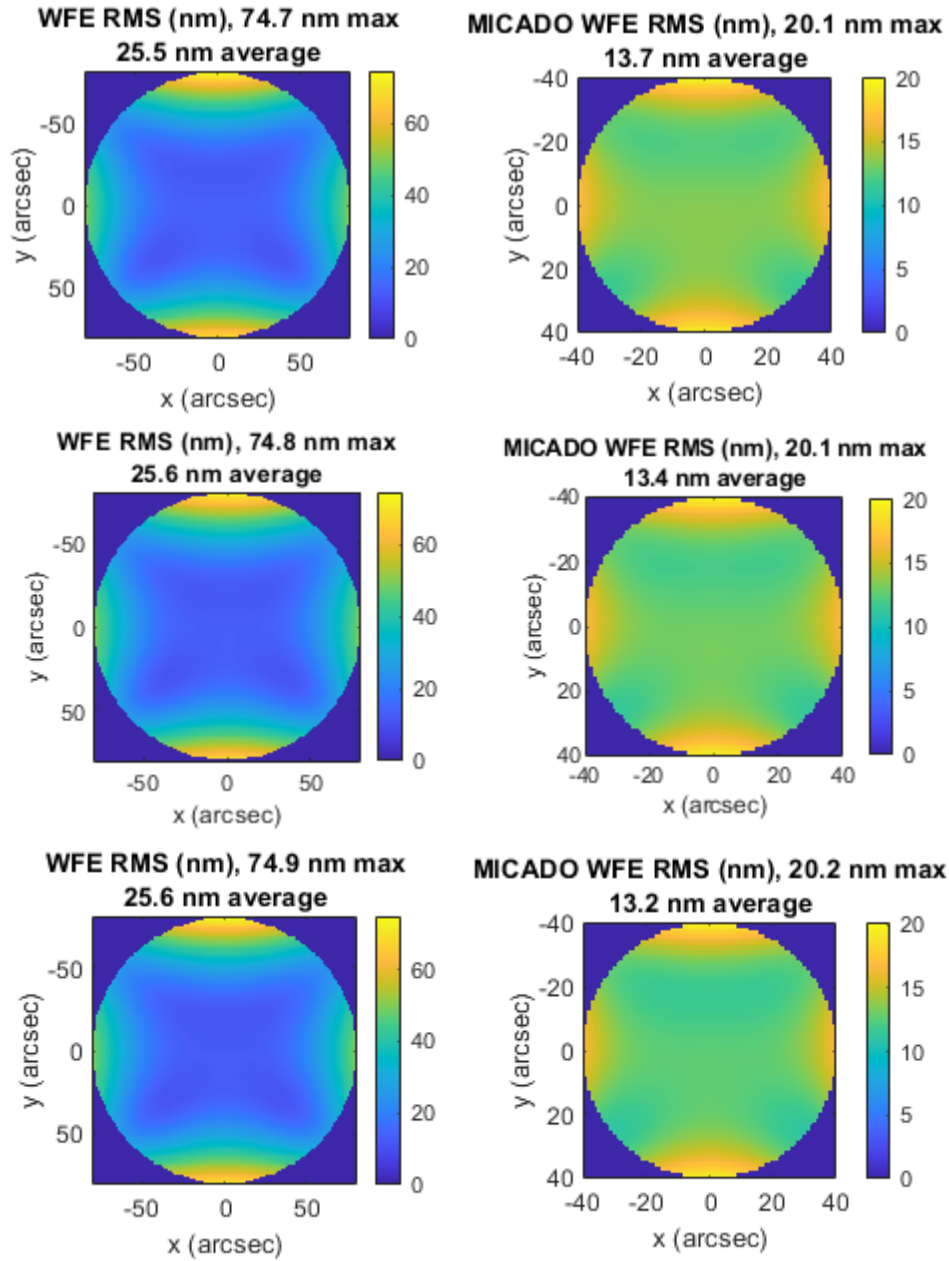 WFE RMS (nm), 74.7 nm max
25.5 nm average
-50
0
50
y (arcsec)
-50 0 50
x (arcsec)
60
40
20
0
MICADO WFE RMS (nm), 20.1 nm max
13.7 nm average
-40
-20
0
20
40
y (arcsec)
-40 -20 0 20 40
x (arcsec)
20
15
10
5
0
WFE RMS (nm), 74.8 nm max
25.6 nm average
-50
0
50
y (arcsec)
-50 0 50
x (arcsec)
60
40
20
0
MICADO WFE RMS (nm), 20.1 nm max
13.4 nm average
-40
-20
0
20
40
y (arcsec)
-40 -20 0 20 40
x (arcsec)
20
15
10
5
0
WFE RMS (nm), 74.9 nm max
25.6 nm average
-50
0
50
y (arcsec)
-50 0 50
x (arcsec)
60
40
20
0
MICADO WFE RMS (nm), 20.2 nm max
13.2 nm average
-40
-20
0
20
40
y (arcsec)
-40 -20 0 20 40
x (arcsec)
20
15
10
5
0